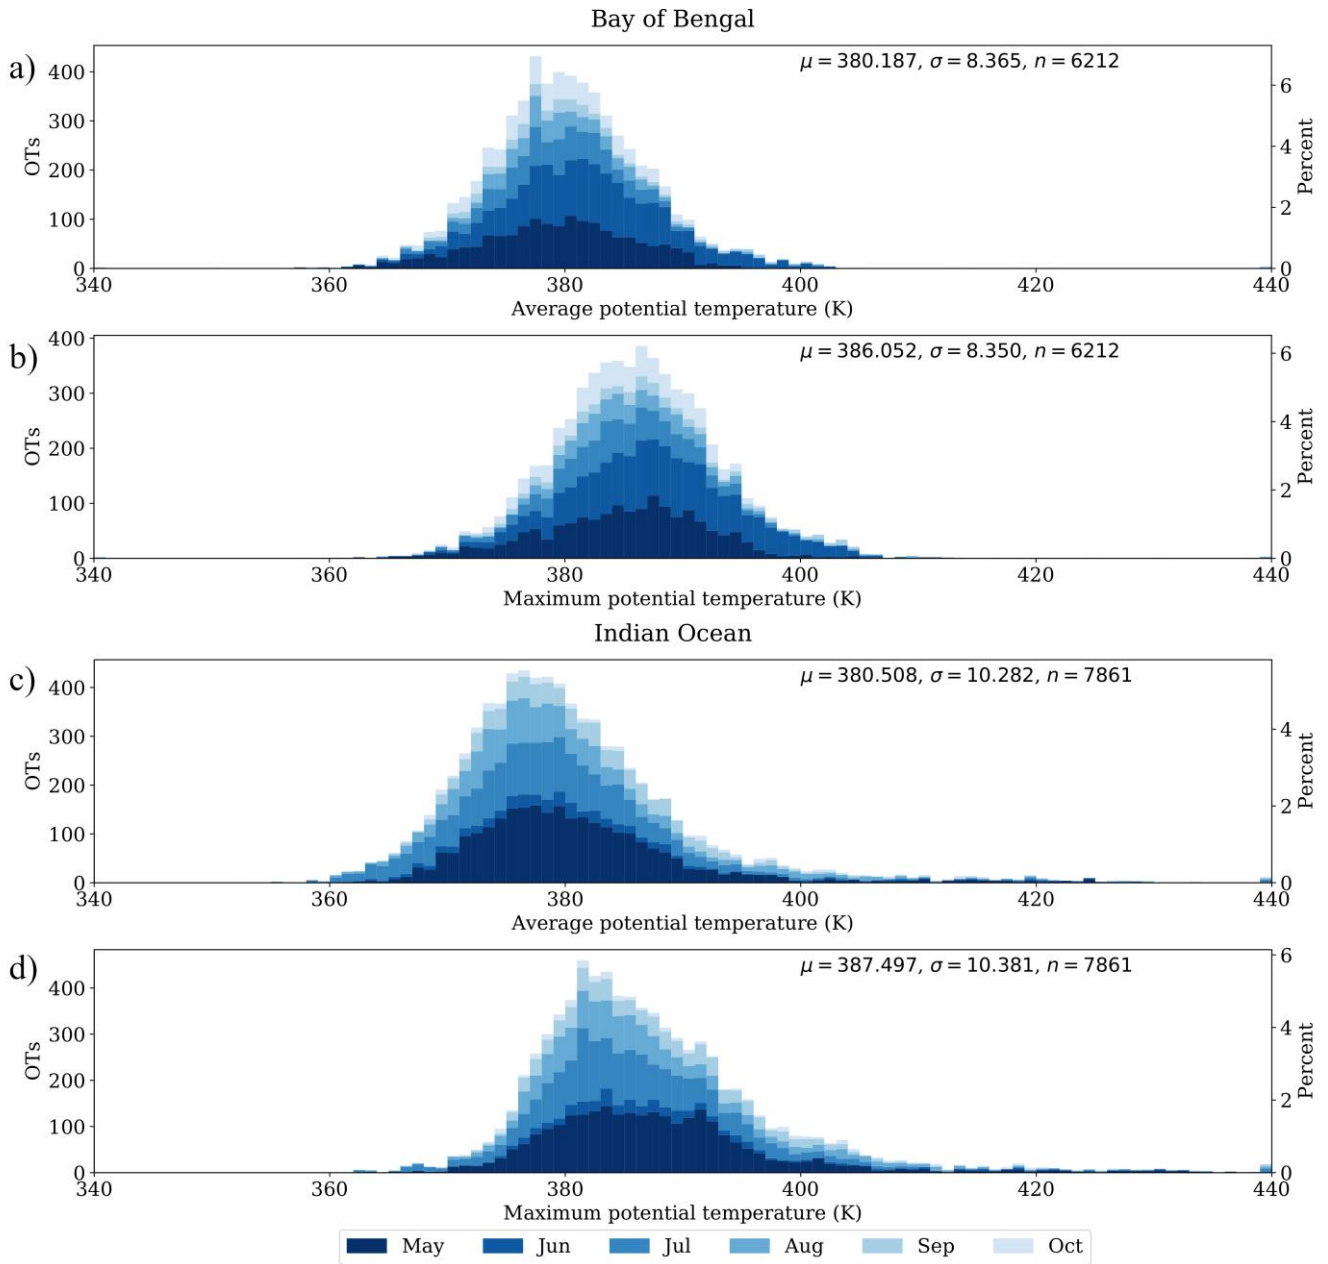 Bay of Bengal
a)
400
300
200
100
0
OTs
μ = 380.187, σ = 8.365, n = 6212
6
4
2
0
Percent
340 360 380 400 420 440
Average potential temperature (K)
b)
400
300
200
100
0
OTs
μ = 386.052, σ = 8.350, n = 6212
6
4
2
0
Percent
340 360 380 400 420 440
Maximum potential temperature (K)
Indian Ocean
c)
400
300
200
100
0
OTs
μ = 380.508, σ = 10.282, n = 7861
4
2
0
Percent
340 360 380 400 420 440
Average potential temperature (K)
d)
400
300
200
100
0
OTs
μ = 387.497, σ = 10.381, n = 7861
6
4
2
0
Percent
340 360 380 400 420 440
Maximum potential temperature (K)
May Jun Jul Aug Sep Oct